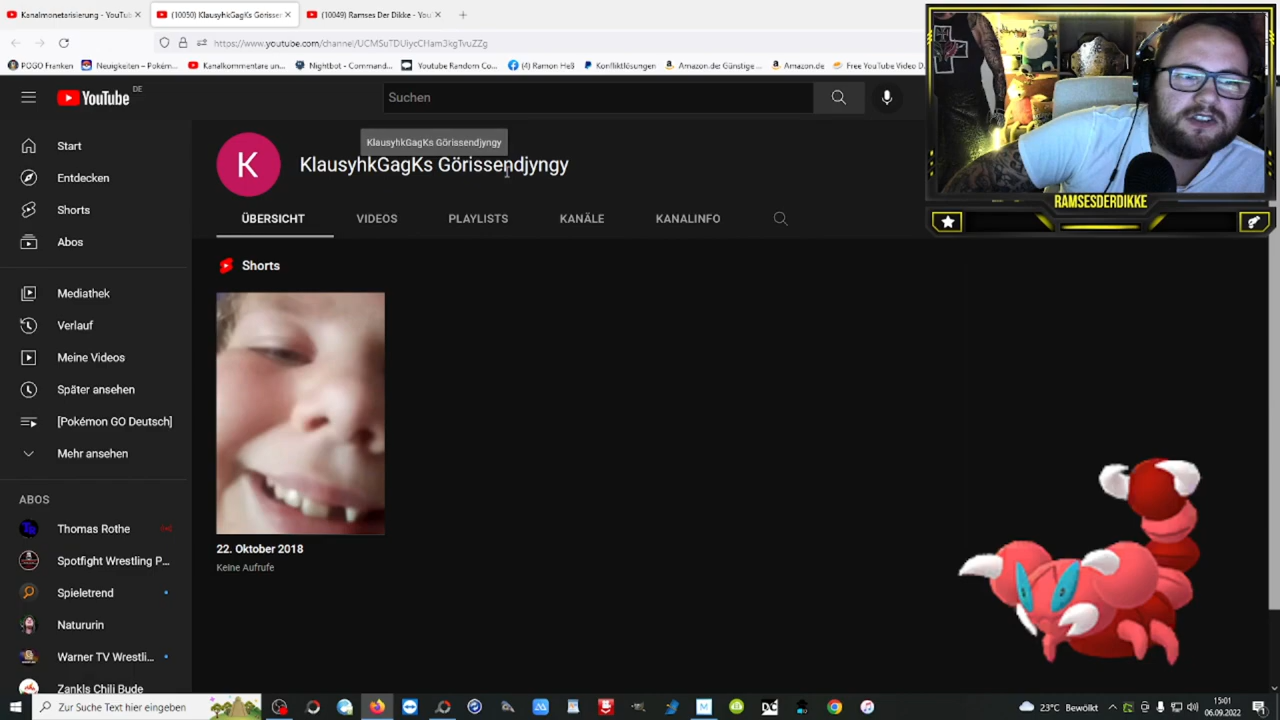 Kanalmonetarisierung - YouTu
(10050) KlausyhkGagKs Görisser
(10049) Ramses Der Dikke - You
https://www.youtube.com/channel/UCMSuTDUiycCHam3kgTvuZZg
POGO Franken
Neuigkeiten – Pokém...
Kanalkommentare un...
Nightbot - Command...
Youtube Random Co...
(4) Ramon Heß
Konfliktlösungen
Amazon.de: Günstige ...
Amazon.de
Free YouTube Video D...
YouTube DE
Suchen
RAMSESDERDIKKE
Start
Entdecken
Shorts
Abos
Mediathek
Verlauf
Meine Videos
Später ansehen
[Pokémon GO Deutsch]
Mehr ansehen
ABOS
Thomas Rothe
Spotfight Wrestling P...
Spieletrend
Natururin
Warner TV Wrestli...
Zankls Chili Bude
K
KlausyhkGagKs Görissendjyngy
KlausyhkGagKs Görissendjyngy
ÜBERSICHT
VIDEOS
PLAYLISTS
KANÄLE
KANALINFO
Shorts
22. Oktober 2018
Keine Aufrufe
Zur Suche Text hier eingeben
23°C Bewölkt
15:01
06.09.2022